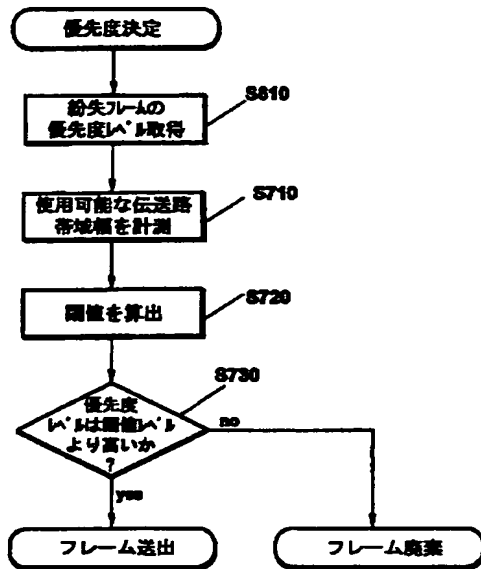 優先度決定
紛失フレームの
優先度レベル取得
S610
使用可能な伝送路
帯域幅を計測
S710
閾値を算出
S720
優先度
レベルは閾値レベル
より高いか
?
S730
no
yes
フレーム送出
フレーム廃棄